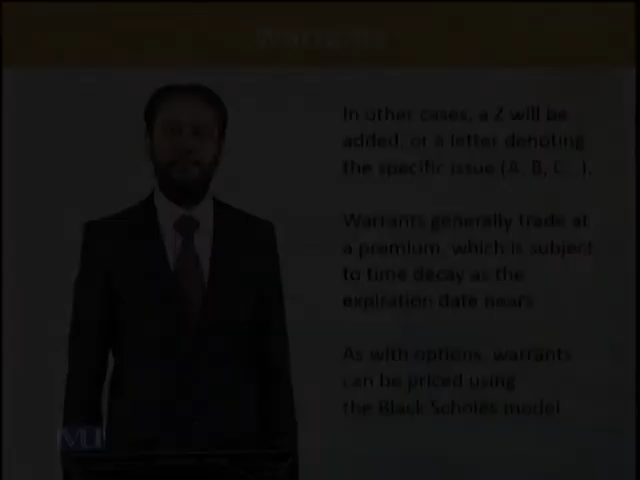 In other cases, a Z will be
added, or a letter denoting
the specific issue (A, B, C...).
Warrants generally trade at
a premium, which is subject
to time decay as the
expiration date nears
As with options, warrants
can be priced using
the Black Scholes model